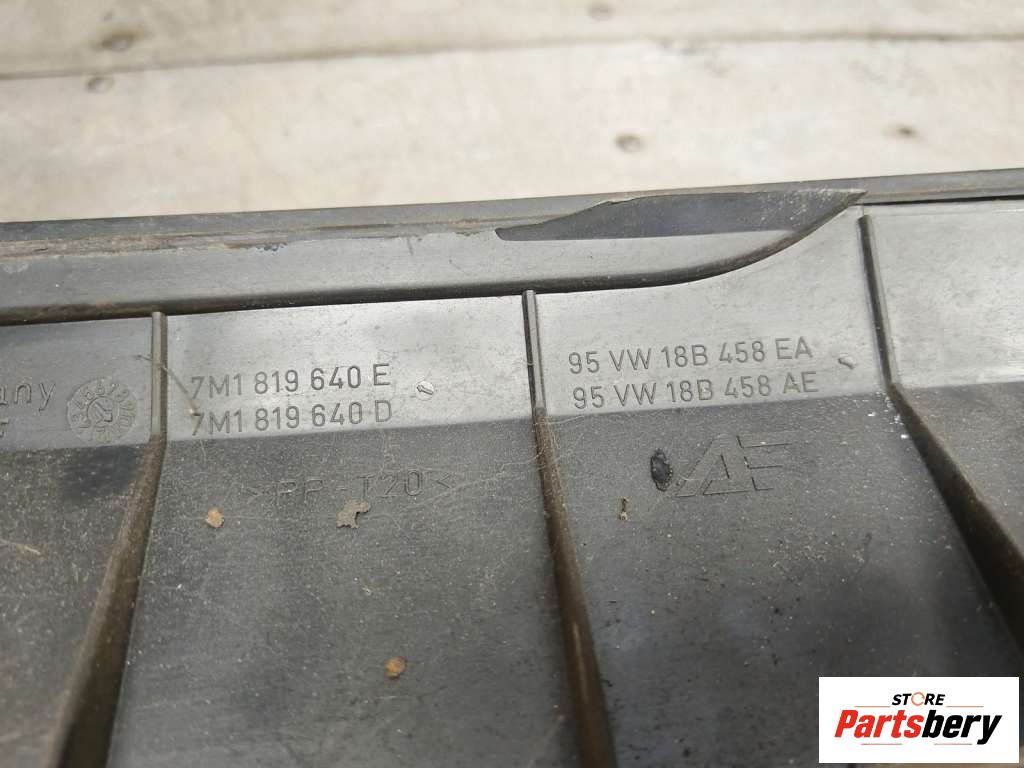 7M1 819 640 E
7M1 819 640 D
95 VW 18B 458 EA
95 VW 18B 458 AE
>PP-T20<
STORE
Partsbery